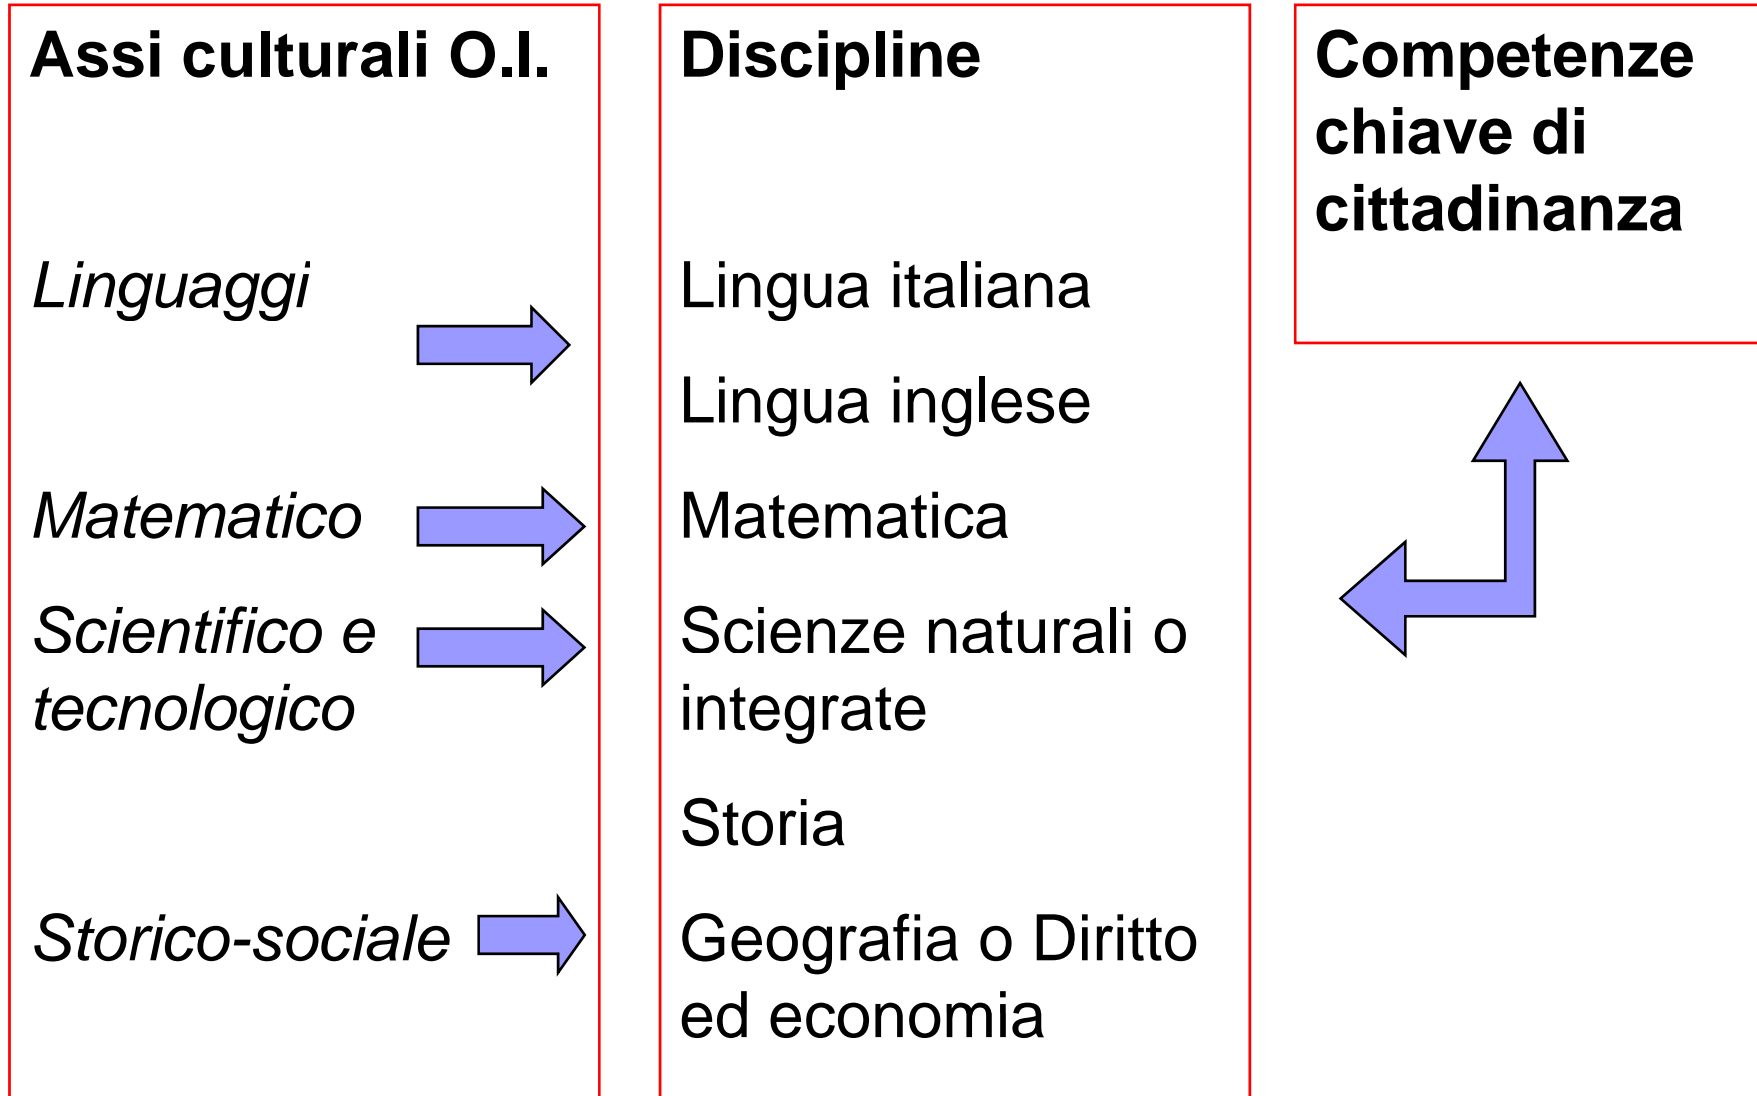 Assi culturali O.I.
Linguaggi
Matematico
Scientifico e
tecnologico
Storico-sociale
Discipline
Lingua italiana
Lingua inglese
Matematica
Scienze naturali o
integrate
Storia
Geografia o Diritto
ed economia
Competenze
chiave di
cittadinanza